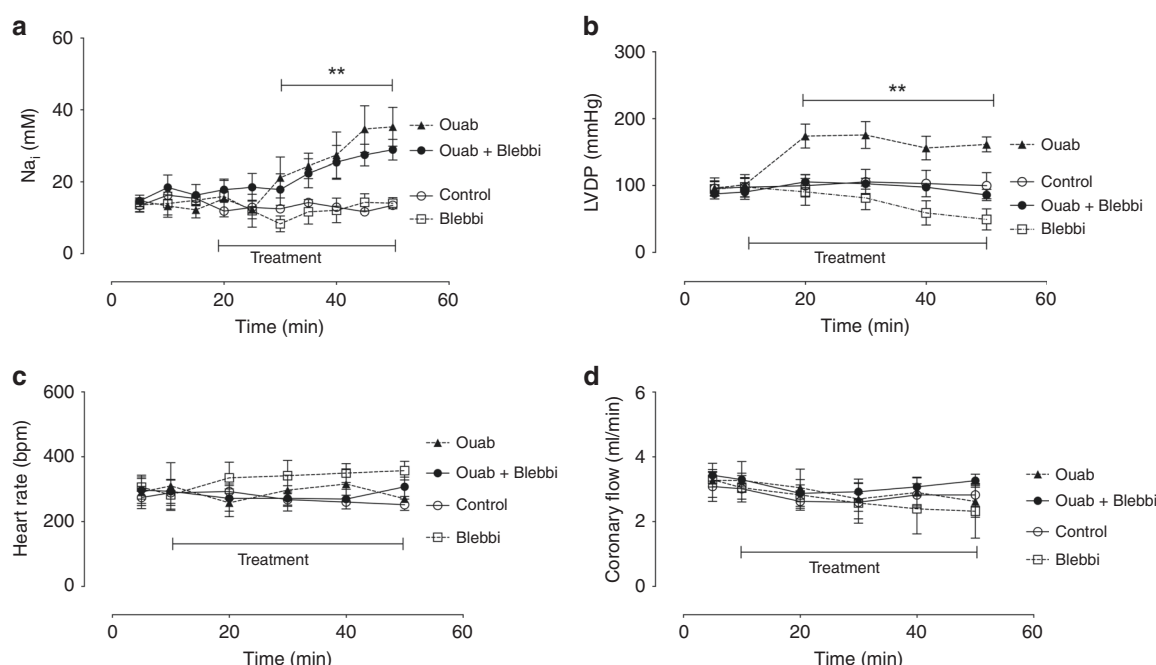 a
60
40
20
0
Na i (mM)
**
Ouab
Ouab + Blebbi
Control
Blebbi
Treatment
0 20 40 60
Time (min)
b
300
200
100
0
LVDP (mmHg)
**
Ouab
Control
Ouab + Blebbi
Blebbi
Treatment
0 20 40 60
Time (min)
c
600
400
200
0
Heart rate (bpm)
Ouab
Ouab + Blebbi
Control
Blebbi
Treatment
0 20 40 60
Time (min)
d
6
4
2
0
Coronary flow (ml/min)
Ouab
Ouab + Blebbi
Control
Blebbi
Treatment
0 20 40 60
Time (min)